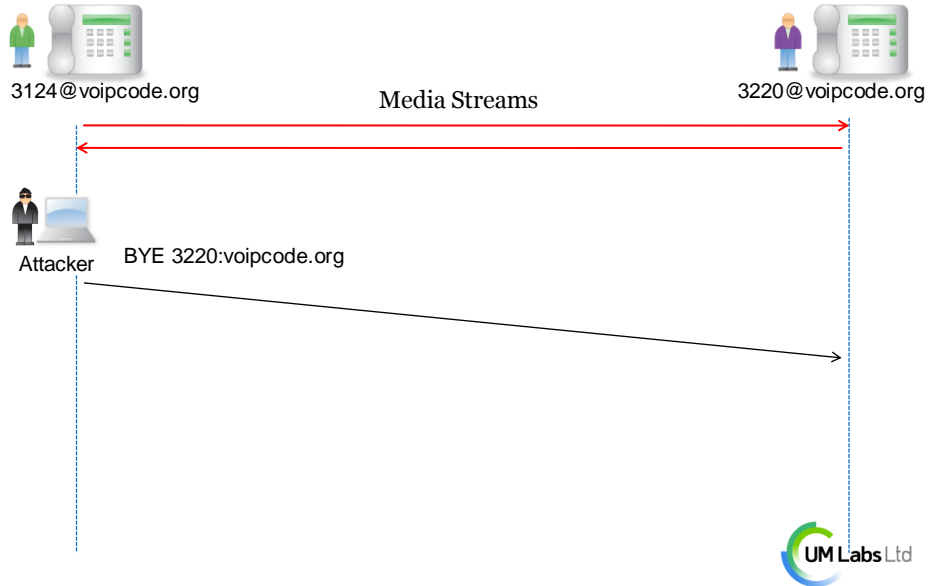 3124@voipcode.org
3220@voipcode.org
Media Streams
Attacker
BYE 3220:voipcode.org
UM Labs Ltd